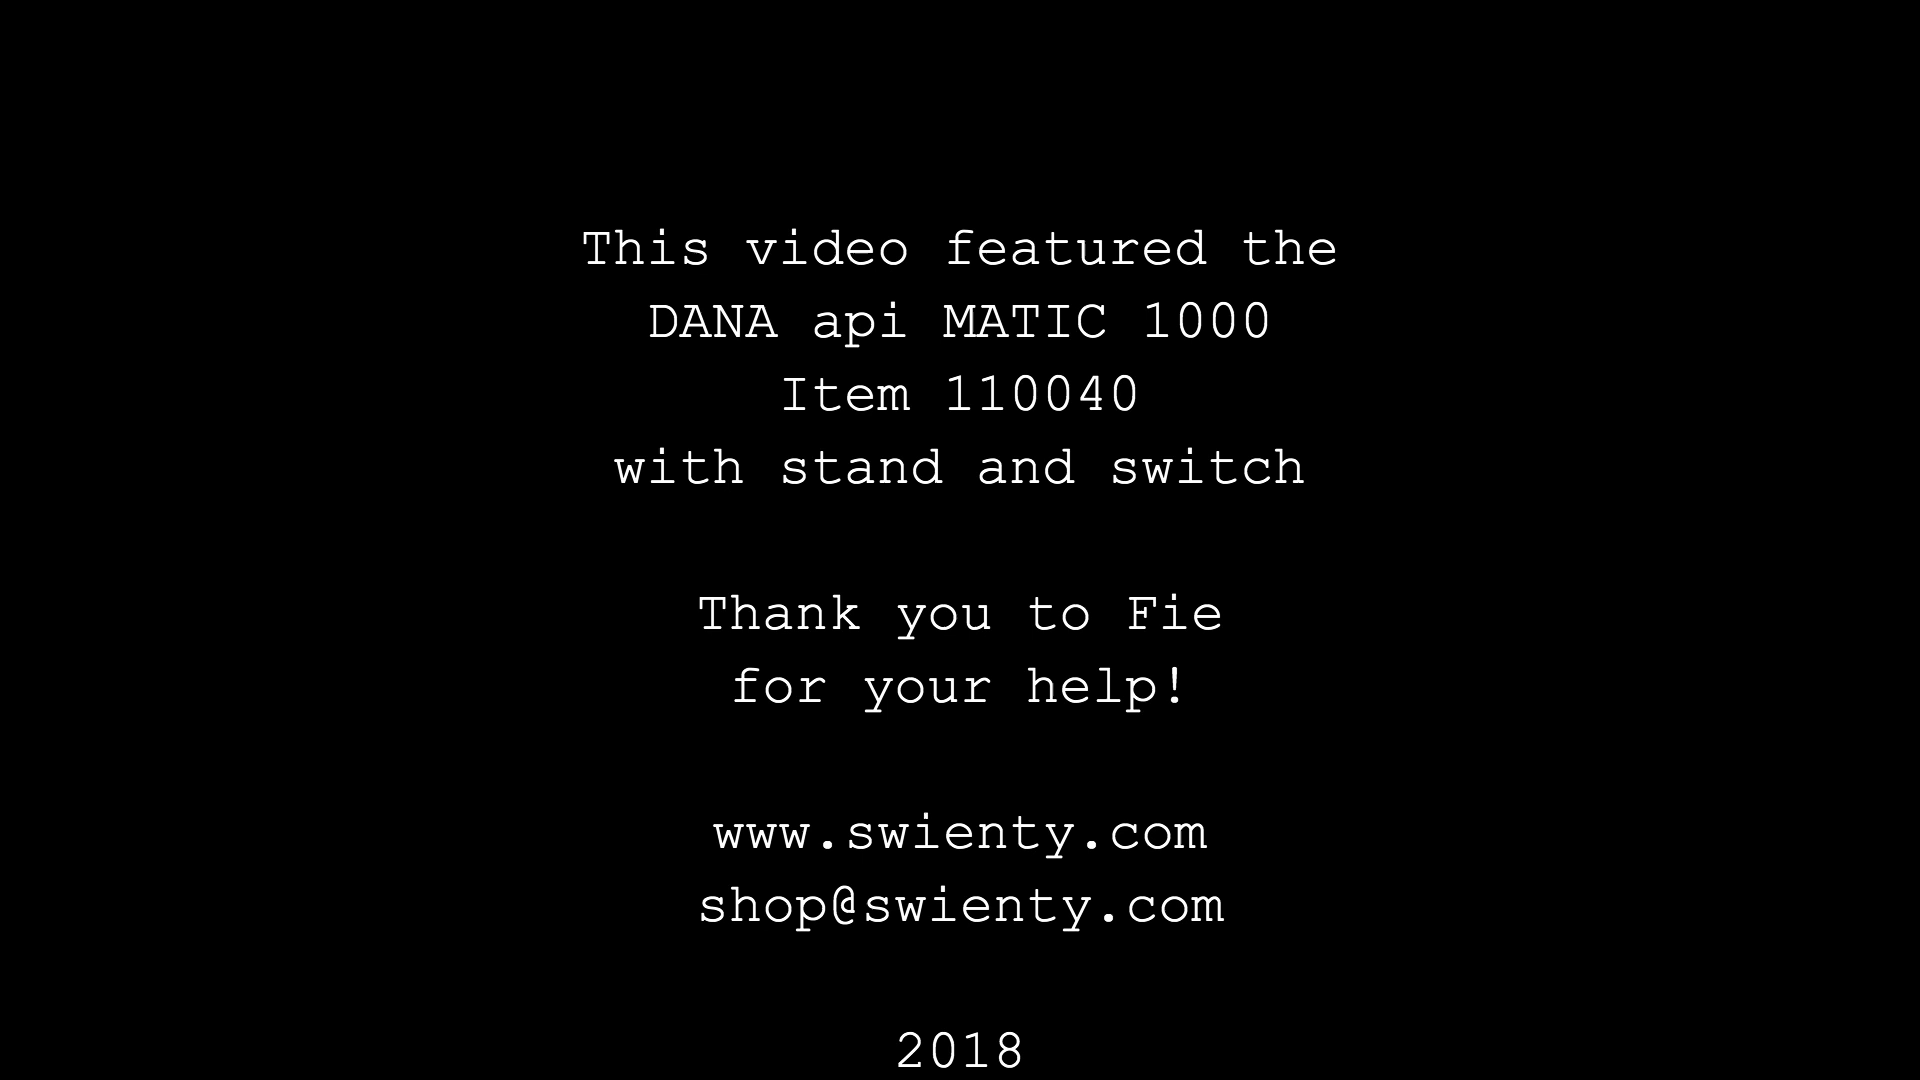 This video featured the
DANA api MATIC 1000
Item 110040
with stand and switch
Thank you to Fie
for your help!
www.swienty.com
shop@swienty.com
2018